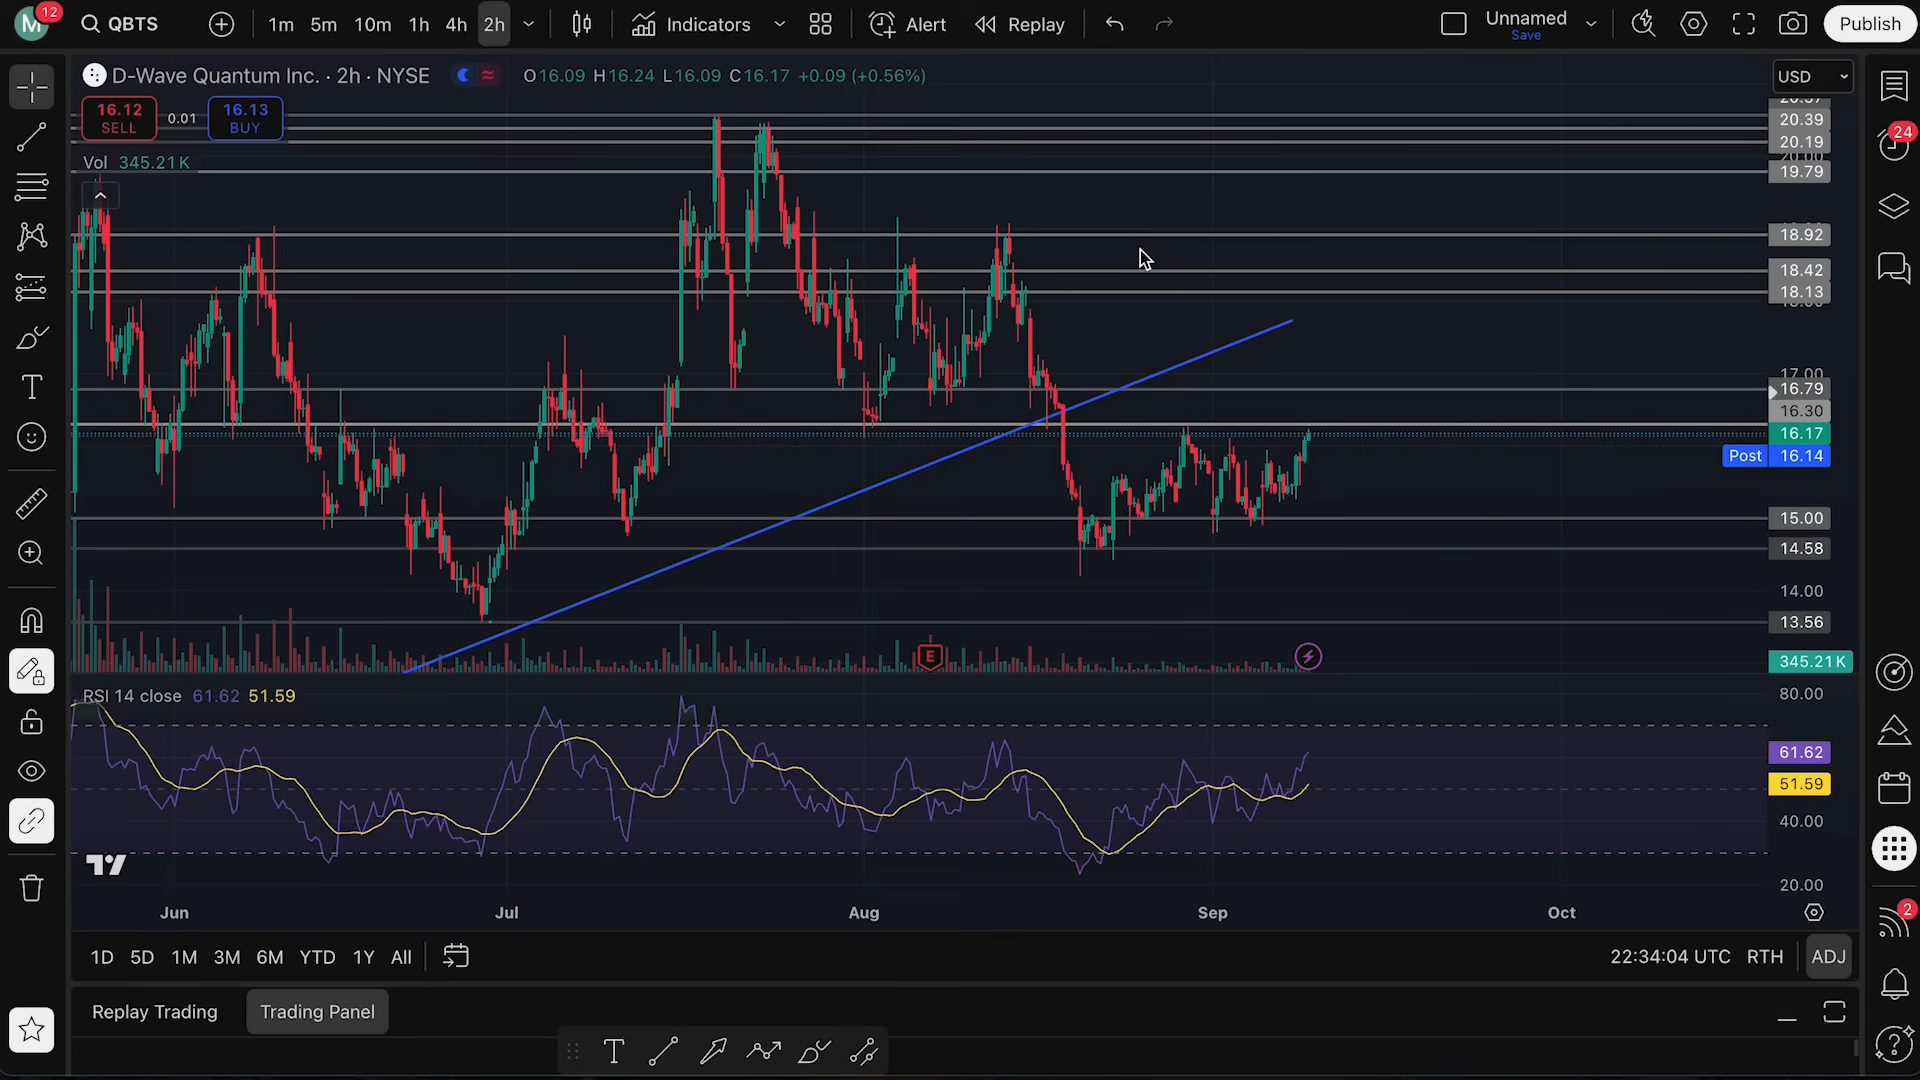 M
12
QBTS
1m 5m 10m 1h 4h 2h
Indicators
Alert
Replay
Unnamed
Save
Publish
D-Wave Quantum Inc. · 2h · NYSE
O16.09 H16.24 L16.09 C16.17 +0.09 (+0.56%)
USD
16.12
SELL
0.01
16.13
BUY
Vol 345.21K
20.39
20.19
20.00
19.79
18.92
18.42
18.13
18.00
17.00
16.79
16.30
16.17
Post 16.14
15.00
14.58
14.00
13.56
345.21K
E
24
RSI 14 close 61.62 51.59
80.00
61.62
51.59
40.00
20.00
Jun Jul Aug Sep Oct
1D 5D 1M 3M 6M YTD 1Y All
22:34:04 UTC RTH ADJ
2
Replay Trading
Trading Panel